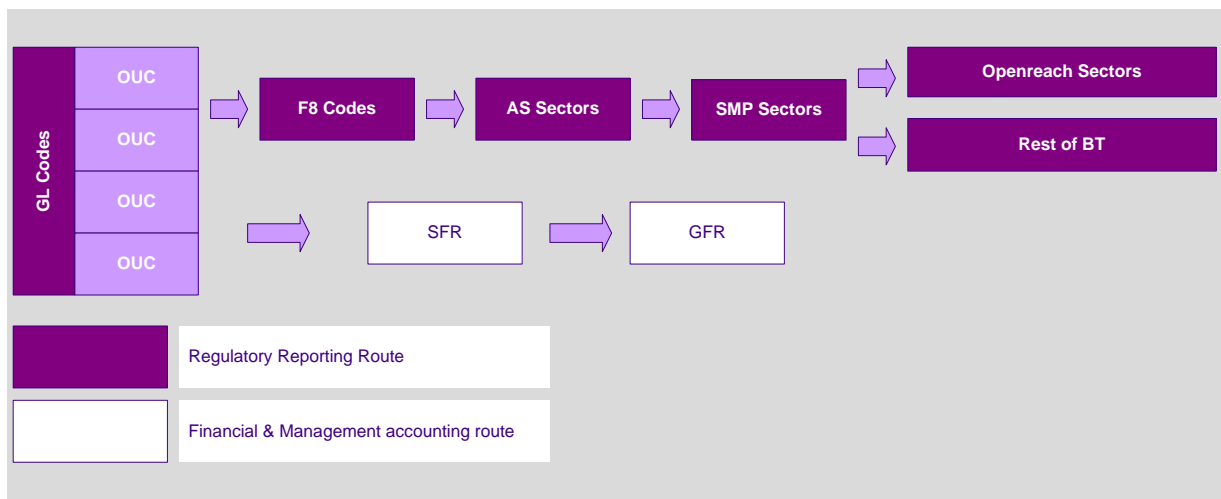 GL Codes
OUC
OUC
OUC
OUC
F8 Codes
AS Sectors
SMP Sectors
Openreach Sectors
Rest of BT
SFR
GFR
Regulatory Reporting Route
Financial & Management accounting route